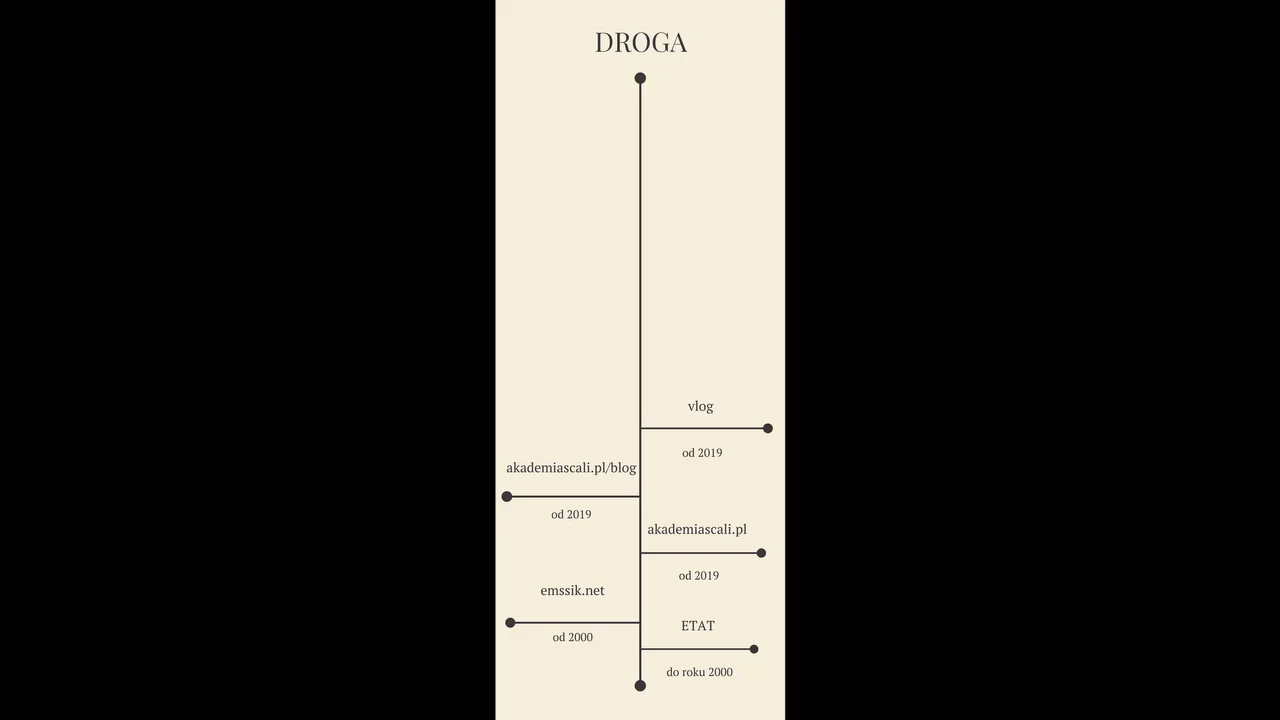 DROGA
vlog
od 2019
akademiascali.pl/blog
od 2019
akademiascali.pl
od 2019
emssik.net
od 2000
ETAT
do roku 2000